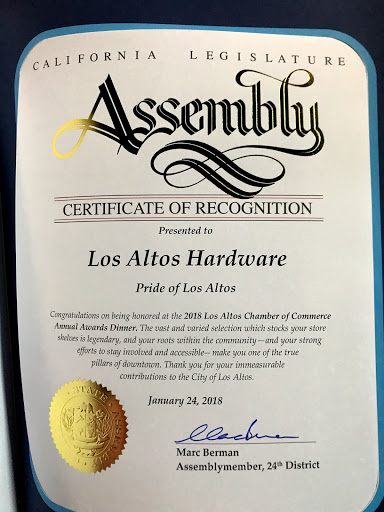 CALIFORNIA LEGISLATURE
Assembly
CERTIFICATE OF RECOGNITION
Presented to
Los Altos Hardware
Pride of Los Altos
Congratulations on being honored at the 2018 Los Altos Chamber of Commerce
Annual Awards Dinner. The vast and varied selection which stocks your store
shelves is legendary, and your roots within the community—and your strong
efforts to stay involved and accessible—make you one of the true
pillars of downtown. Thank you for your immeasurable
contributions to the City of Los Altos.
January 24, 2018
Marc Berman
Assemblymember, 24th District